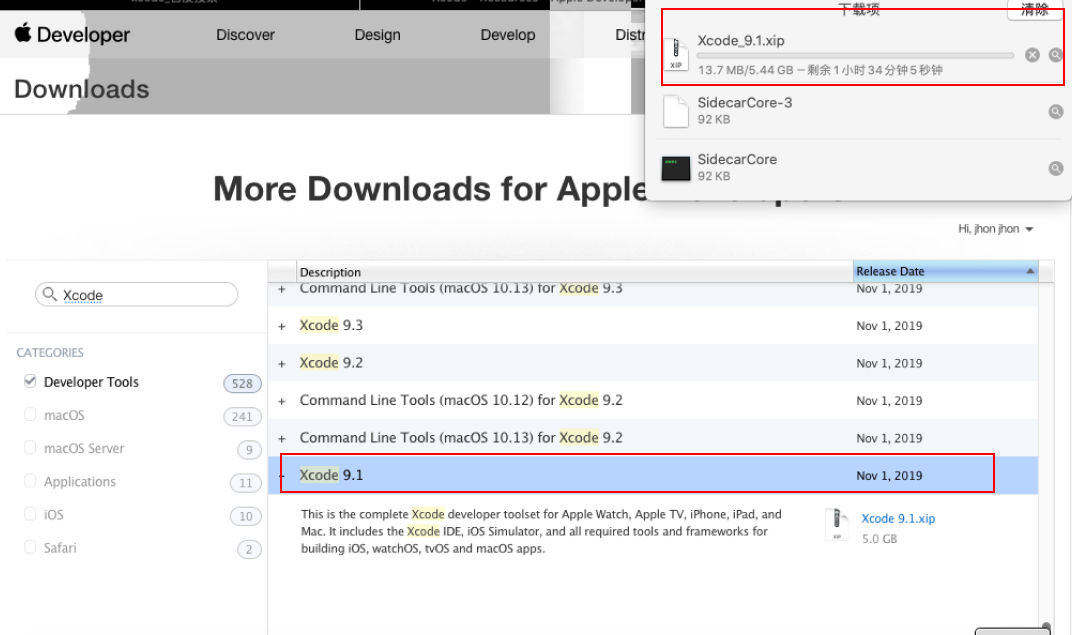 Developer
Discover
Design
Develop
Downloads
下载项
清除
Xcode_9.1.xip
XIP
13.7 MB/5.44 GB － 剩余1小时34分钟5秒钟
SidecarCore-3
92 KB
SidecarCore
92 KB
More Downloads for Apple
Hi, jhon jhon
Xcode
Description
Release Date
+ Command Line Tools (macOS 10.13) for Xcode 9.3
Nov 1, 2019
+ Xcode 9.3
Nov 1, 2019
+ Xcode 9.2
Nov 1, 2019
+ Command Line Tools (macOS 10.12) for Xcode 9.2
Nov 1, 2019
+ Command Line Tools (macOS 10.13) for Xcode 9.2
Nov 1, 2019
Xcode 9.1
Nov 1, 2019
This is the complete Xcode developer toolset for Apple Watch, Apple TV, iPhone, iPad, and
Mac. It includes the Xcode IDE, iOS Simulator, and all required tools and frameworks for
building iOS, watchOS, tvOS and macOS apps.
Xcode 9.1.xip
5.0 GB
CATEGORIES
Developer Tools
528
macOS
241
macOS Server
9
Applications
11
iOS
10
Safari
2